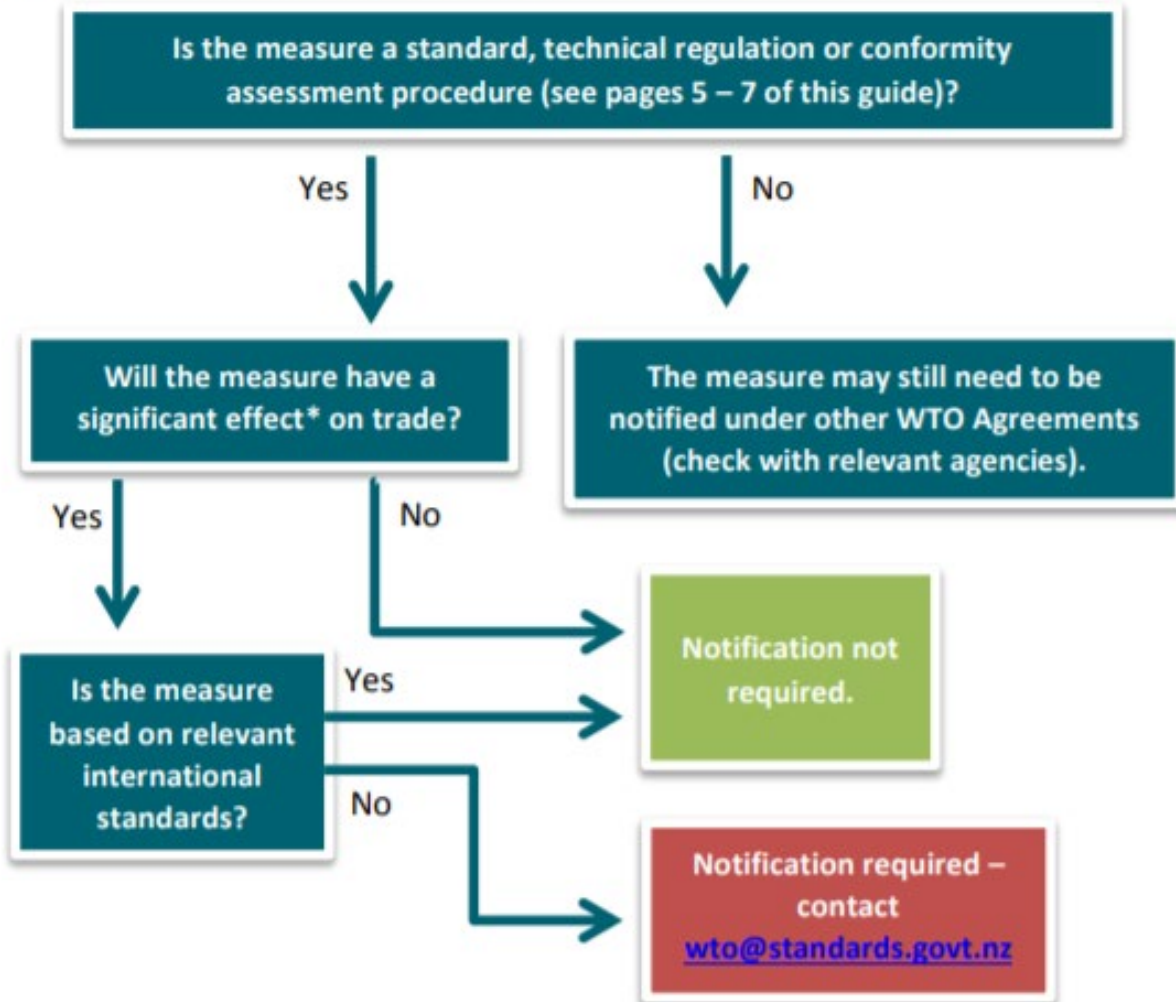 Is the measure a standard, technical regulation or conformity
assessment procedure (see pages 5 – 7 of this guide)?
Yes
No
Will the measure have a
significant effect* on trade?
The measure may still need to be
notified under other WTO Agreements
(check with relevant agencies).
Yes
No
Is the measure
based on relevant
international
standards?
Yes
No
Notification not
required.
Notification required –
contact
wto@standards.govt.nz